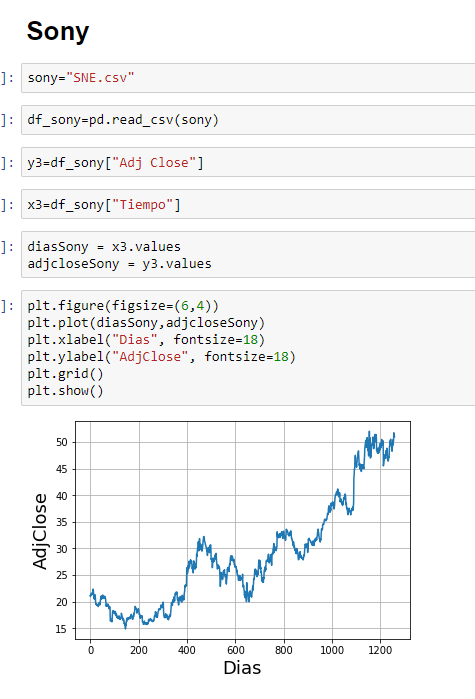 Sony
]: sony="SNE.csv"
]: df_sony=pd.read_csv(sony)
]: y3=df_sony["Adj Close"]
]: x3=df_sony["Tiempo"]
]: diasSony = x3.values
adjcloseSony = y3.values
]: plt.figure(figsize=(6,4))
plt.plot(diasSony,adjcloseSony)
plt.xlabel("Dias", fontsize=18)
plt.ylabel("AdjClose", fontsize=18)
plt.grid()
plt.show()
AdjClose
50
45
40
35
30
25
20
15
0 200 400 600 800 1000 1200
Dias